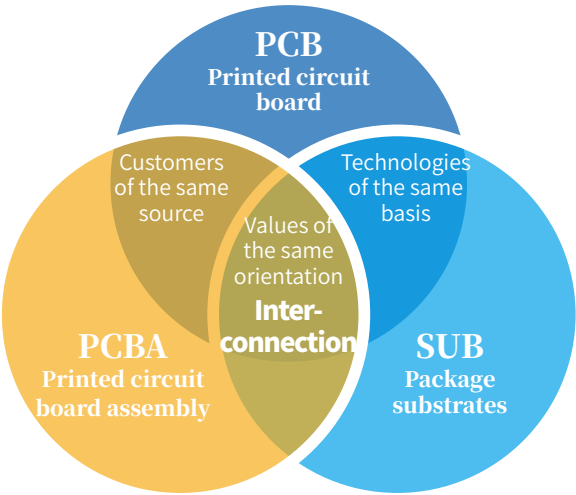 PCB
Printed circuit
board
Customers
of the same
source
Technologies
of the same
basis
Values of
the same
orientation
Inter-
connection
PCBA
Printed circuit
board assembly
SUB
Package
substrates